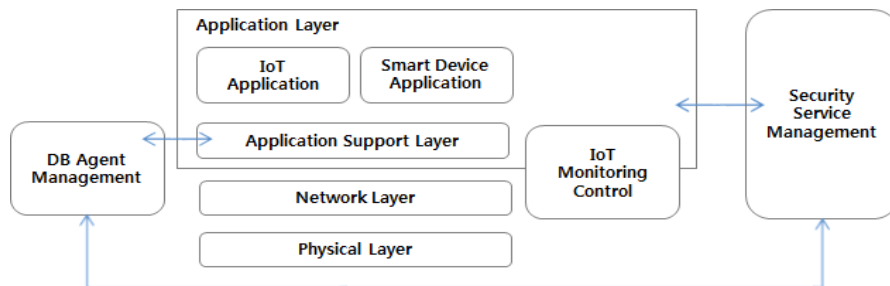 Application Layer
IoT
Application
Smart Device
Application
Application Support Layer
DB Agent
Management
IoT
Monitoring
Control
Security
Service
Management
Network Layer
Physical Layer